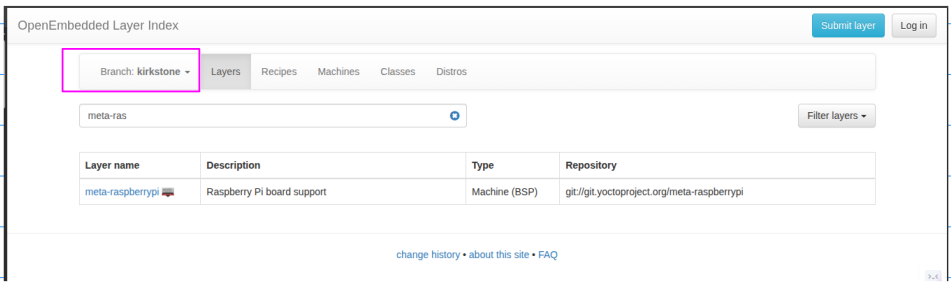 OpenEmbedded Layer Index Submit layer Log in
Branch: kirkstone Layers Recipes Machines Classes Distros
meta-ras Filter layers
Layer name Description Type Repository
meta-raspberrypi Raspberry Pi board support Machine (BSP) git://git.yoctoproject.org/meta-raspberrypi
change history • about this site • FAQ